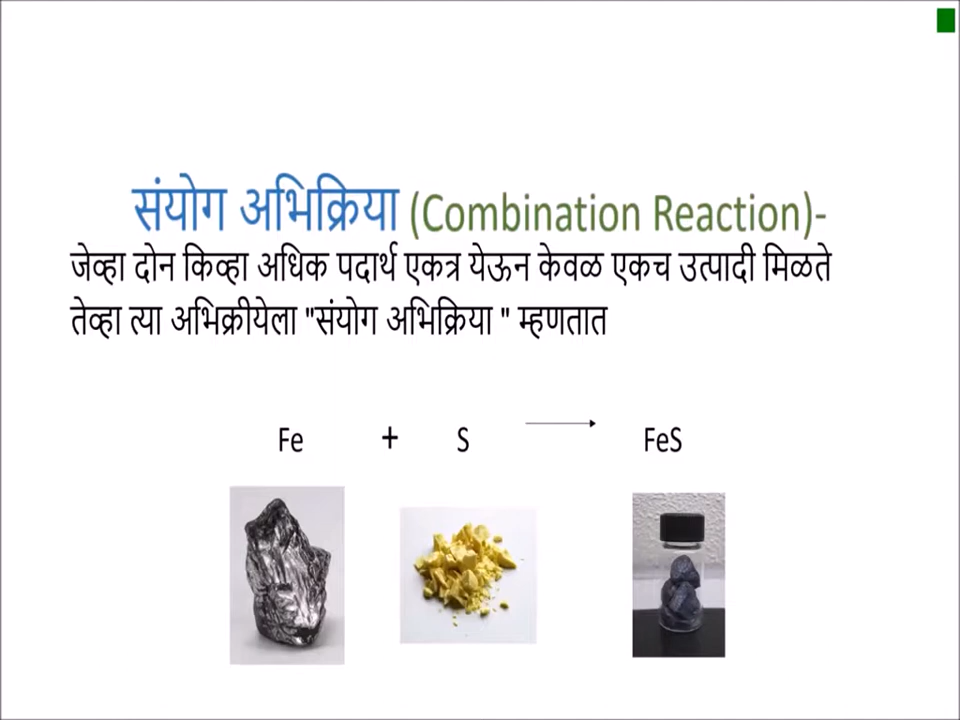 संयोग अभिक्रिया (Combination Reaction)-
जेव्हा दोन किव्हा अधिक पदार्थ एकत्र येऊन केवळ एकच उत्पादी मिळते
तेव्हा त्या अभिक्रीयेला "संयोग अभिक्रिया " म्हणतात
Fe + S → FeS